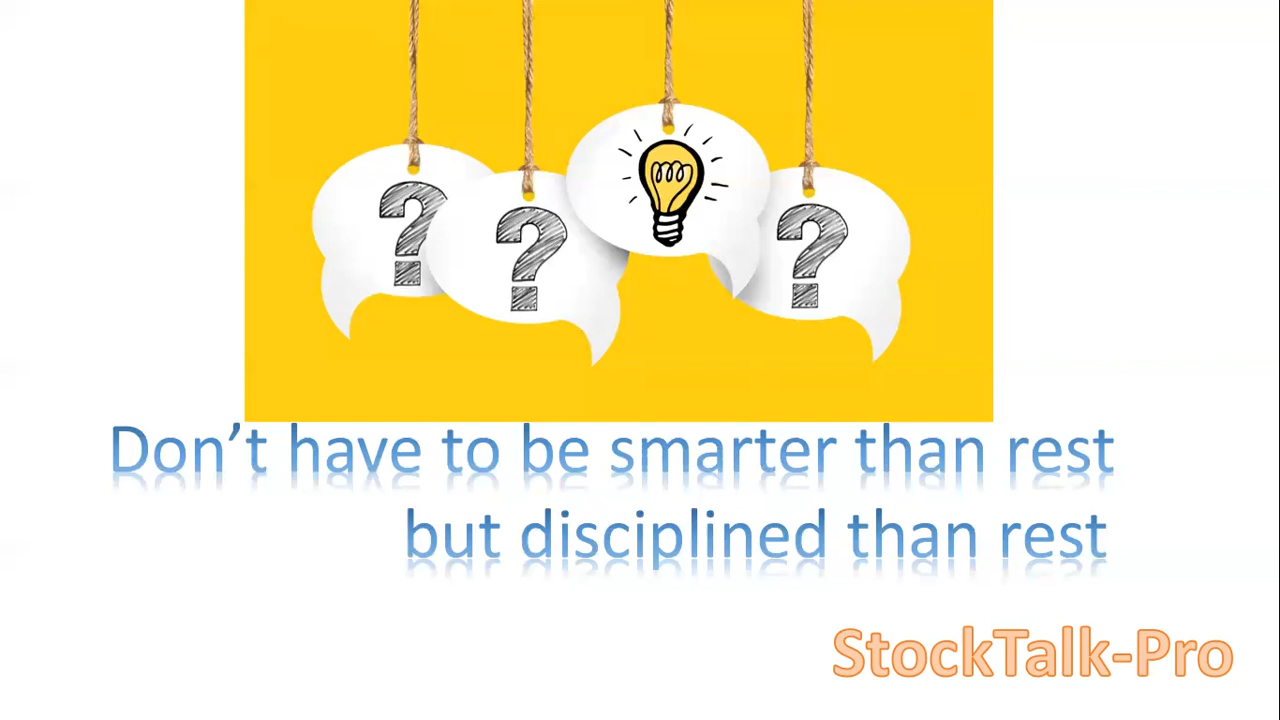 ? ? ?
Don’t have to be smarter than rest
but disciplined than rest
StockTalk-Pro